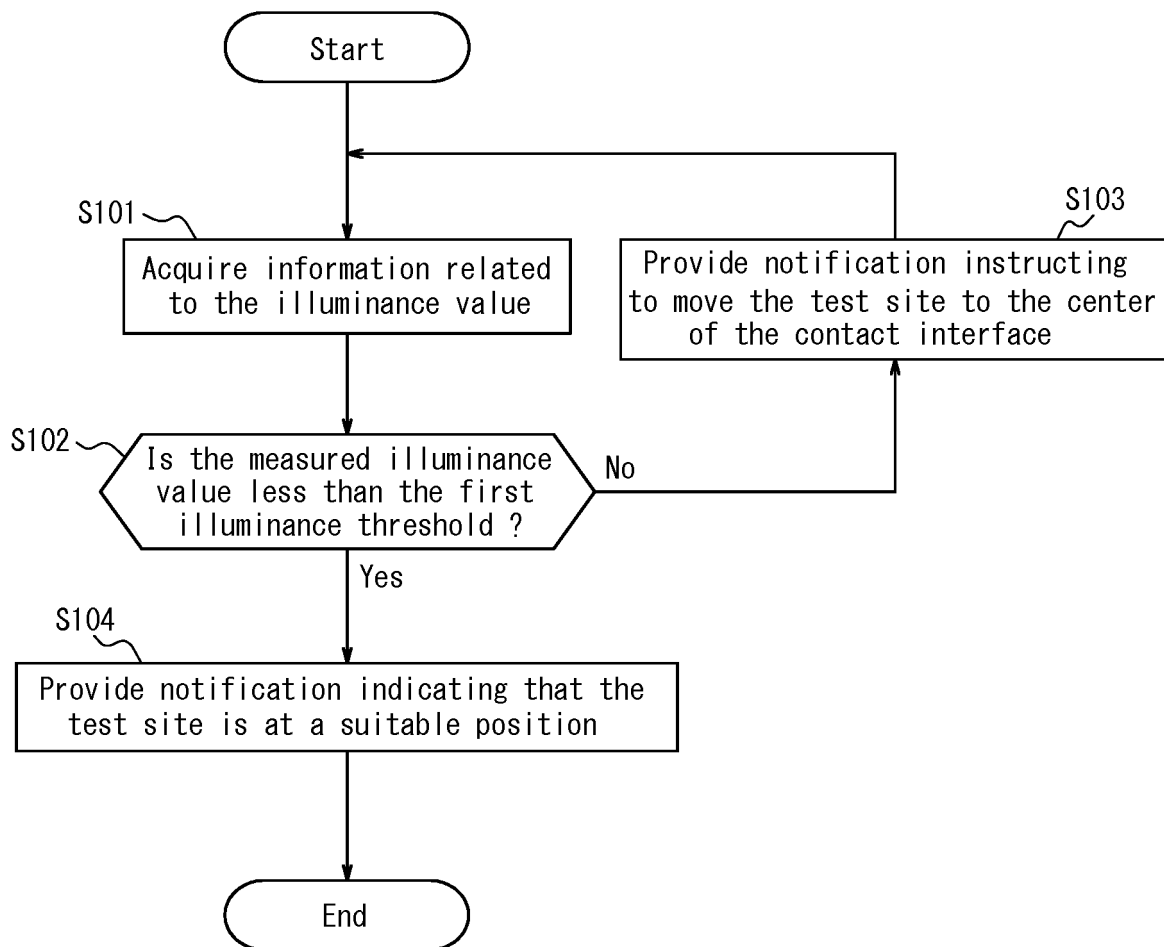 Start
S101
Acquire information related
to the illuminance value
S103
Provide notification instructing
to move the test site to the center
of the contact interface
S102
Is the measured illuminance
value less than the first
illuminance threshold ?
No
Yes
S104
Provide notification indicating that the
test site is at a suitable position
End